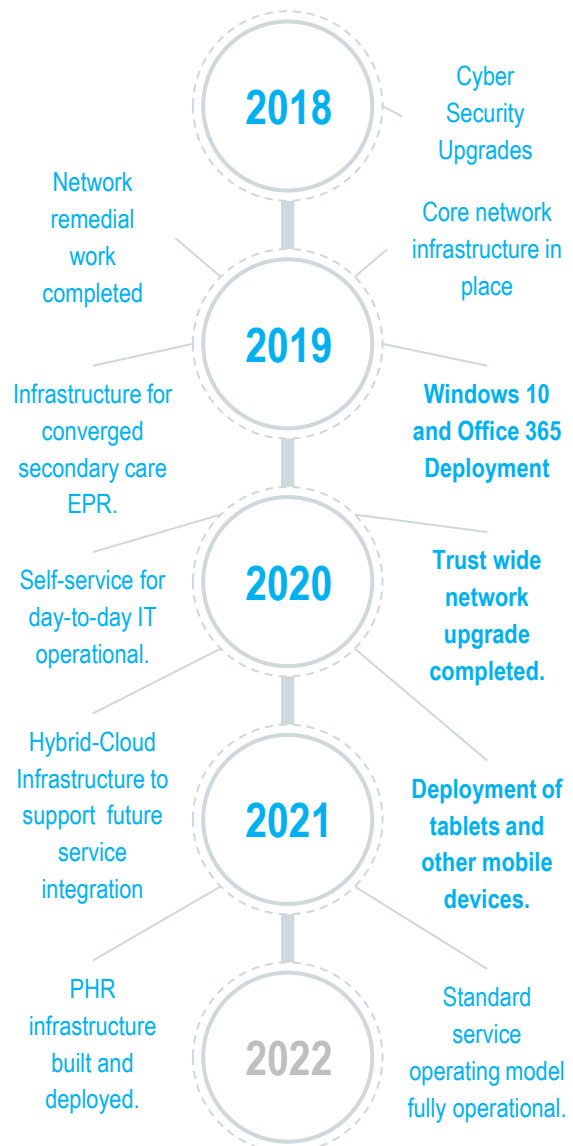 2018
Cyber
Security
Upgrades
Network
remedial
work
completed
Core network
infrastructure in
place
2019
Infrastructure for
converged
secondary care
EPR.
Windows 10
and Office 365
Deployment
2020
Self-service for
day-to-day IT
operational.
Trust wide
network
upgrade
completed.
Hybrid-Cloud
Infrastructure to
support future
service
integration
2021
Deployment of
tablets and
other mobile
devices.
PHR
infrastructure
built and
deployed.
2022
Standard
service
operating model
fully operational.